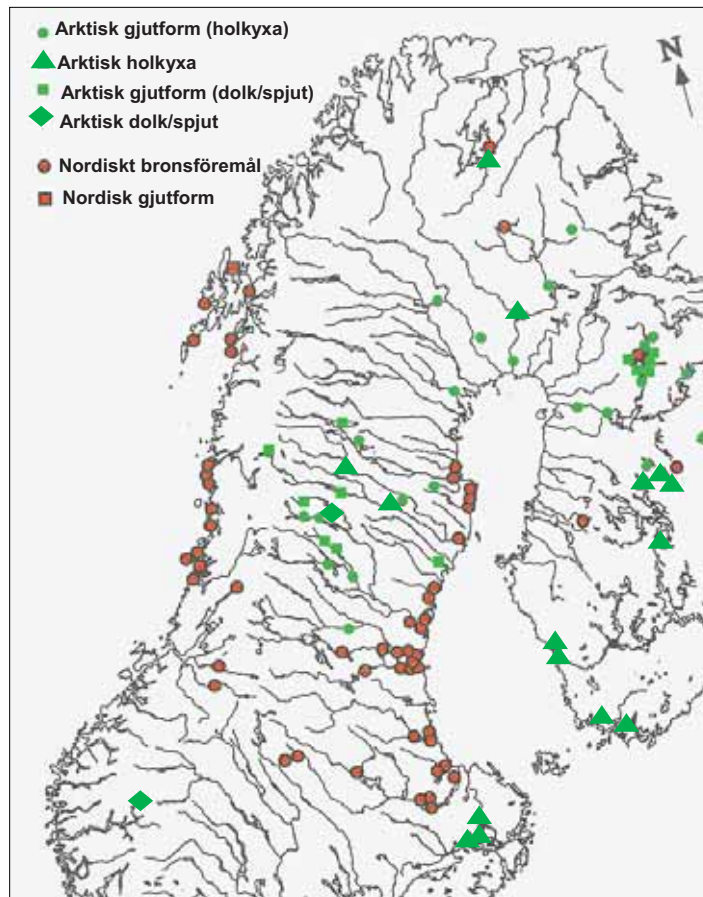 Arktisk gjutform (holkyxa)
Arktisk holkyxa
Arktisk gjutform (dolk/spjut)
Arktisk dolk/spjut
Nordiskt bronsföremål
Nordisk gjutform
N